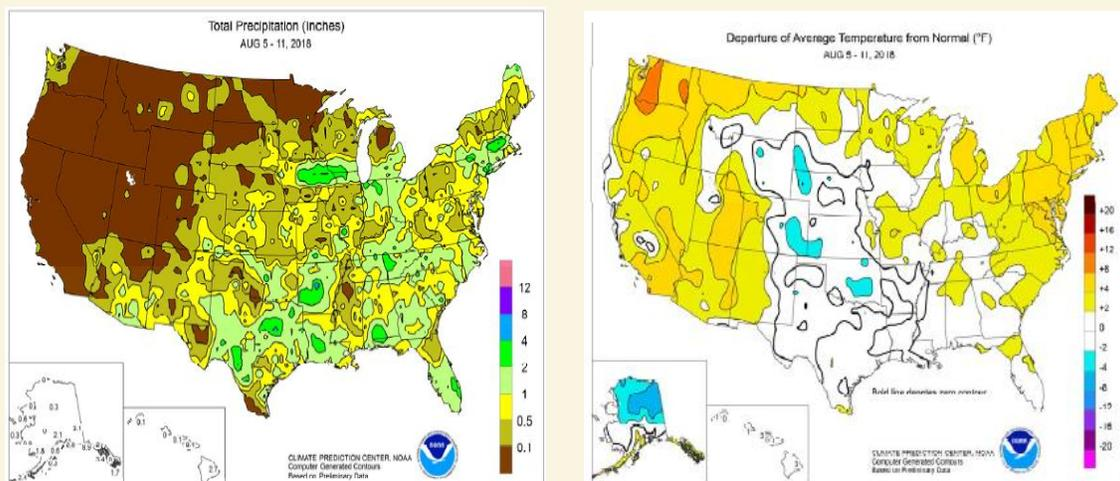 Total Precipitation (Inches)
AUG 5 - 11, 2018
12
8
4
2
1
0.5
0.1
CLIMATE PREDICTION CENTER, NOAA
Computer Generated Contours
Based on Preliminary Data
Departure of Average Temperature from Normal (°F)
AUG 5 - 11, 2018
+20
+16
+12
+8
+4
+2
0
-2
-4
-8
-12
-16
-20
Bold line denotes zero contour
CLIMATE PREDICTION CENTER, NOAA
Computer Generated Contours
Based on Preliminary Data